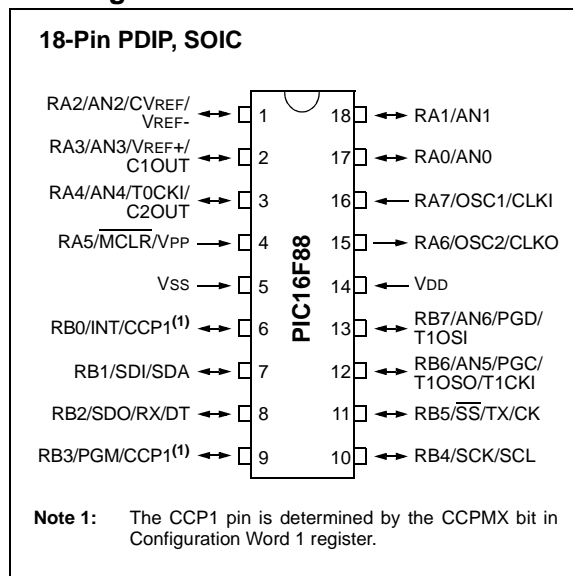 18-Pin PDIP, SOIC
RA2/AN2/CVREF/
VREF-
1
18
RA1/AN1
RA3/AN3/VREF+/
C1OUT
2
17
RA0/AN0
RA4/AN4/T0CKI/
C2OUT
3
16
RA7/OSC1/CLKI
RA5/MCLR/VPP
4
15
RA6/OSC2/CLKO
VSS
5
14
VDD
RB0/INT/CCP1(1)
6
13
RB7/AN6/PGD/
T1OSI
RB1/SDI/SDA
7
12
RB6/AN5/PGC/
T1OSO/T1CKI
RB2/SDO/RX/DT
8
11
RB5/SS/TX/CK
RB3/PGM/CCP1(1)
9
10
RB4/SCK/SCL
PIC16F88
Note 1: The CCP1 pin is determined by the CCPMX bit in
Configuration Word 1 register.